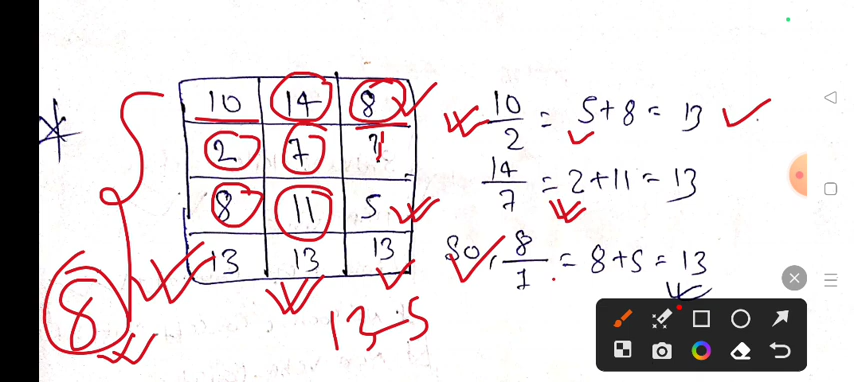 10 14 8
2 7 ?
8 11 5
13 13 13
10/2 = 5+8 = 13
14/7 = 2+11 = 13
So, 8/1 = 8+5 = 13
8
13-5